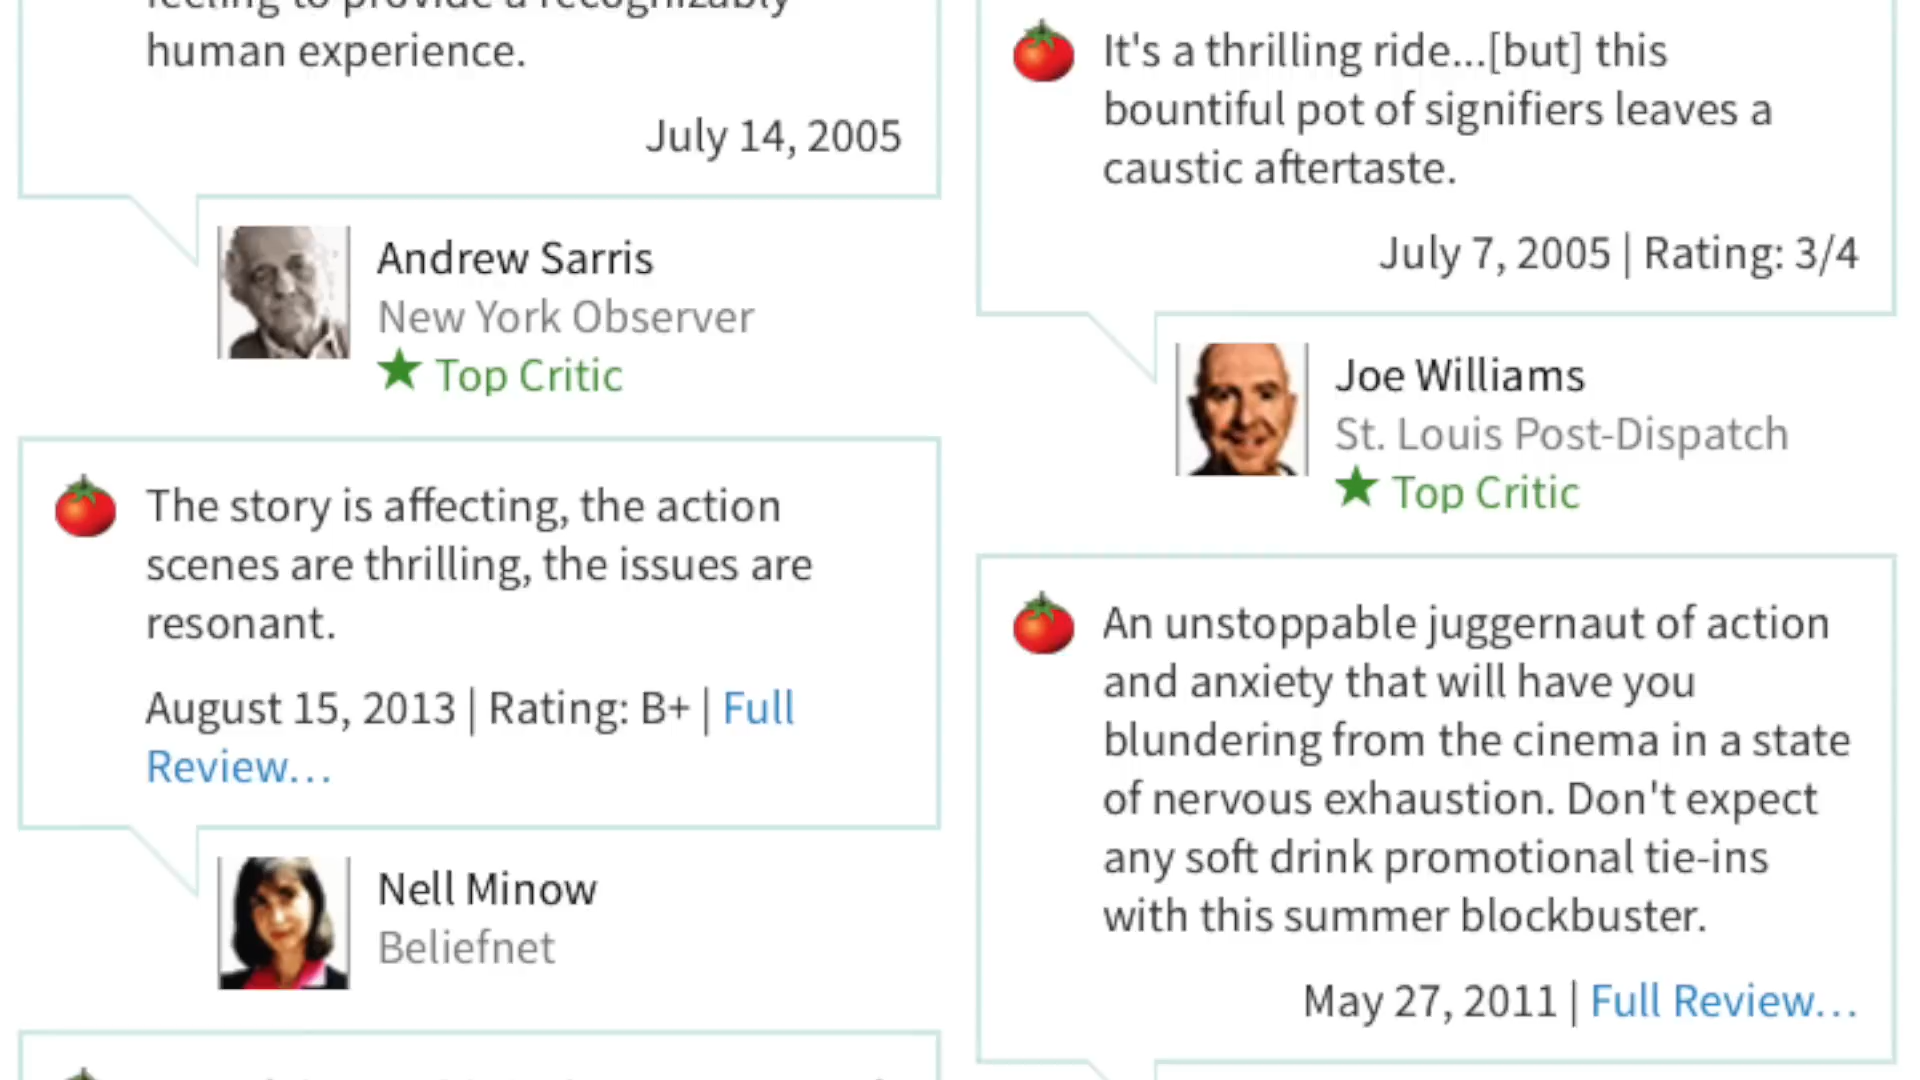 feeling to provide a recognizably
human experience.
July 14, 2005
Andrew Sarris
New York Observer
★ Top Critic
The story is affecting, the action
scenes are thrilling, the issues are
resonant.
August 15, 2013 | Rating: B+ | Full
Review…
Nell Minow
Beliefnet
It's a thrilling ride...[but] this
bountiful pot of signifiers leaves a
caustic aftertaste.
July 7, 2005 | Rating: 3/4
Joe Williams
St. Louis Post-Dispatch
★ Top Critic
An unstoppable juggernaut of action
and anxiety that will have you
blundering from the cinema in a state
of nervous exhaustion. Don't expect
any soft drink promotional tie-ins
with this summer blockbuster.
May 27, 2011 | Full Review…